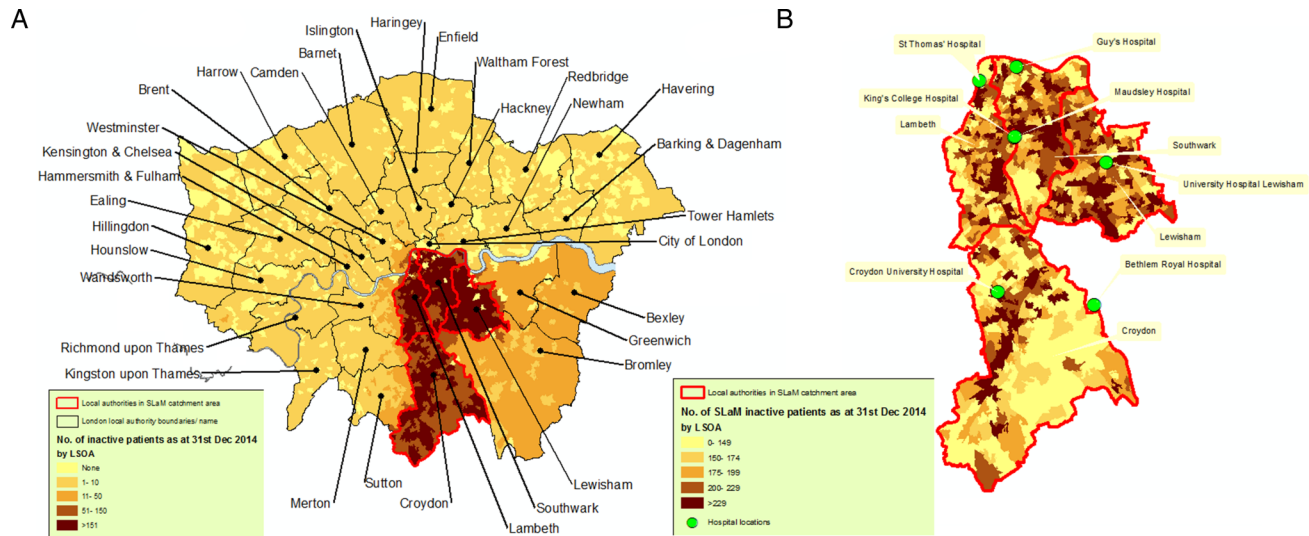 A
Haringey
Islington
Enfield
Barnet
Waltham Forest
Harrow
Camden
Redbridge
Brent
Hackney
Newham
Havering
Westminster
Barking & Dagenham
Kensington & Chelsea
Hammersmith & Fulham
Ealing
Tower Hamlets
Hillingdon
City of London
Hounslow
Wandsworth
Bexley
Richmond upon Thames
Greenwich
Bromley
Kingston upon Thames
Sutton
Lewisham
Merton
Croydon
Southwark
Lambeth
Local authorities in SLaM catchment area
London local authority boundaries/ name
No. of inactive patients as at 31st Dec 2014
by LSOA
None
1- 10
11- 50
51- 150
>151
B
St Thomas' Hospital
Guy's Hospital
King's College Hospital
Maudsley Hospital
Lambeth
Southwark
University Hospital Lewisham
Lewisham
Croydon University Hospital
Bethlem Royal Hospital
Croydon
Local authorities in SLaM catchment area
No. of SLaM inactive patients as at 31st Dec 2014
by LSOA
0- 149
150- 174
175- 199
200- 229
>229
Hospital locations